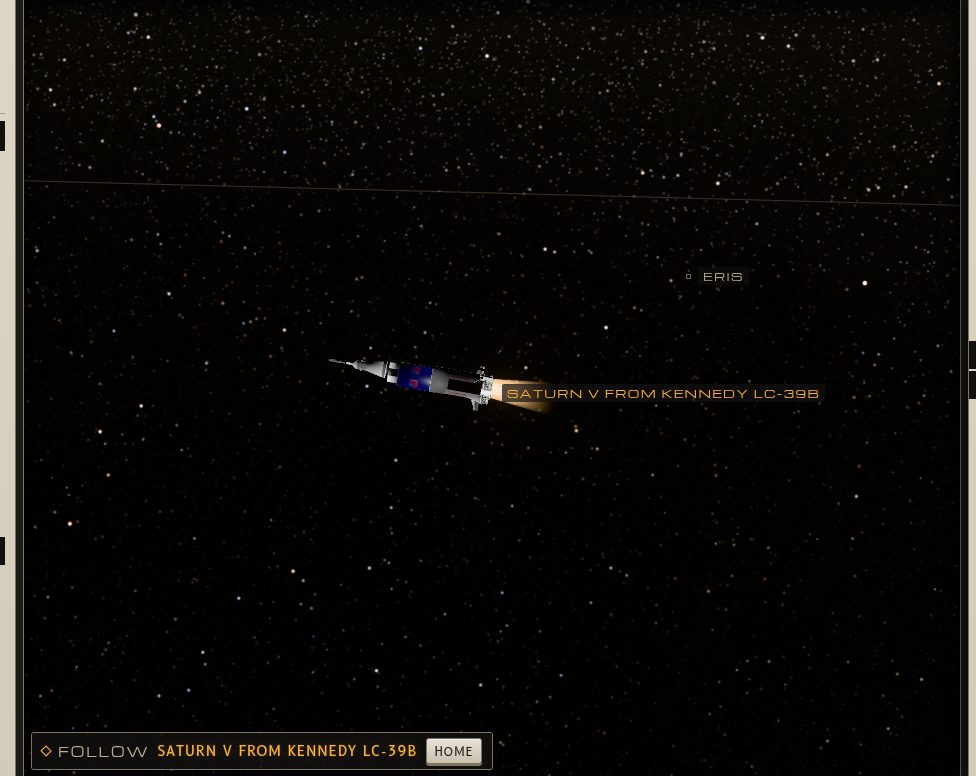 ERIS
SATURN V FROM KENNEDY LC-39B
FOLLOW SATURN V FROM KENNEDY LC-39B HOME